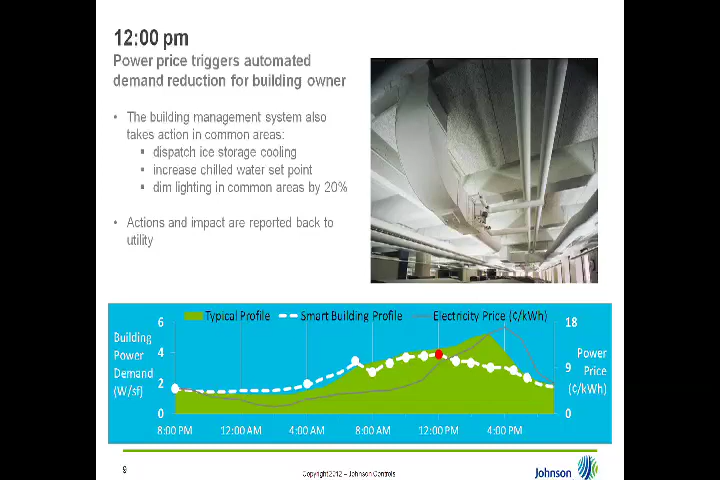 12:00 pm
Power price triggers automated
demand reduction for building owner
• The building management system also
takes action in common areas:
▪ dispatch ice storage cooling
▪ increase chilled water set point
▪ dim lighting in common areas by 20%
• Actions and impact are reported back to
utility
Typical Profile Smart Building Profile Electricity Price (¢/kWh)
Building
Power
Demand
(W/sf)
6
4
2
0
18
9
0
Power
Price
(¢/kWh)
8:00 PM 12:00 AM 4:00 AM 8:00 AM 12:00 PM 4:00 PM
9
Copyright 2012 – Johnson Controls
Johnson